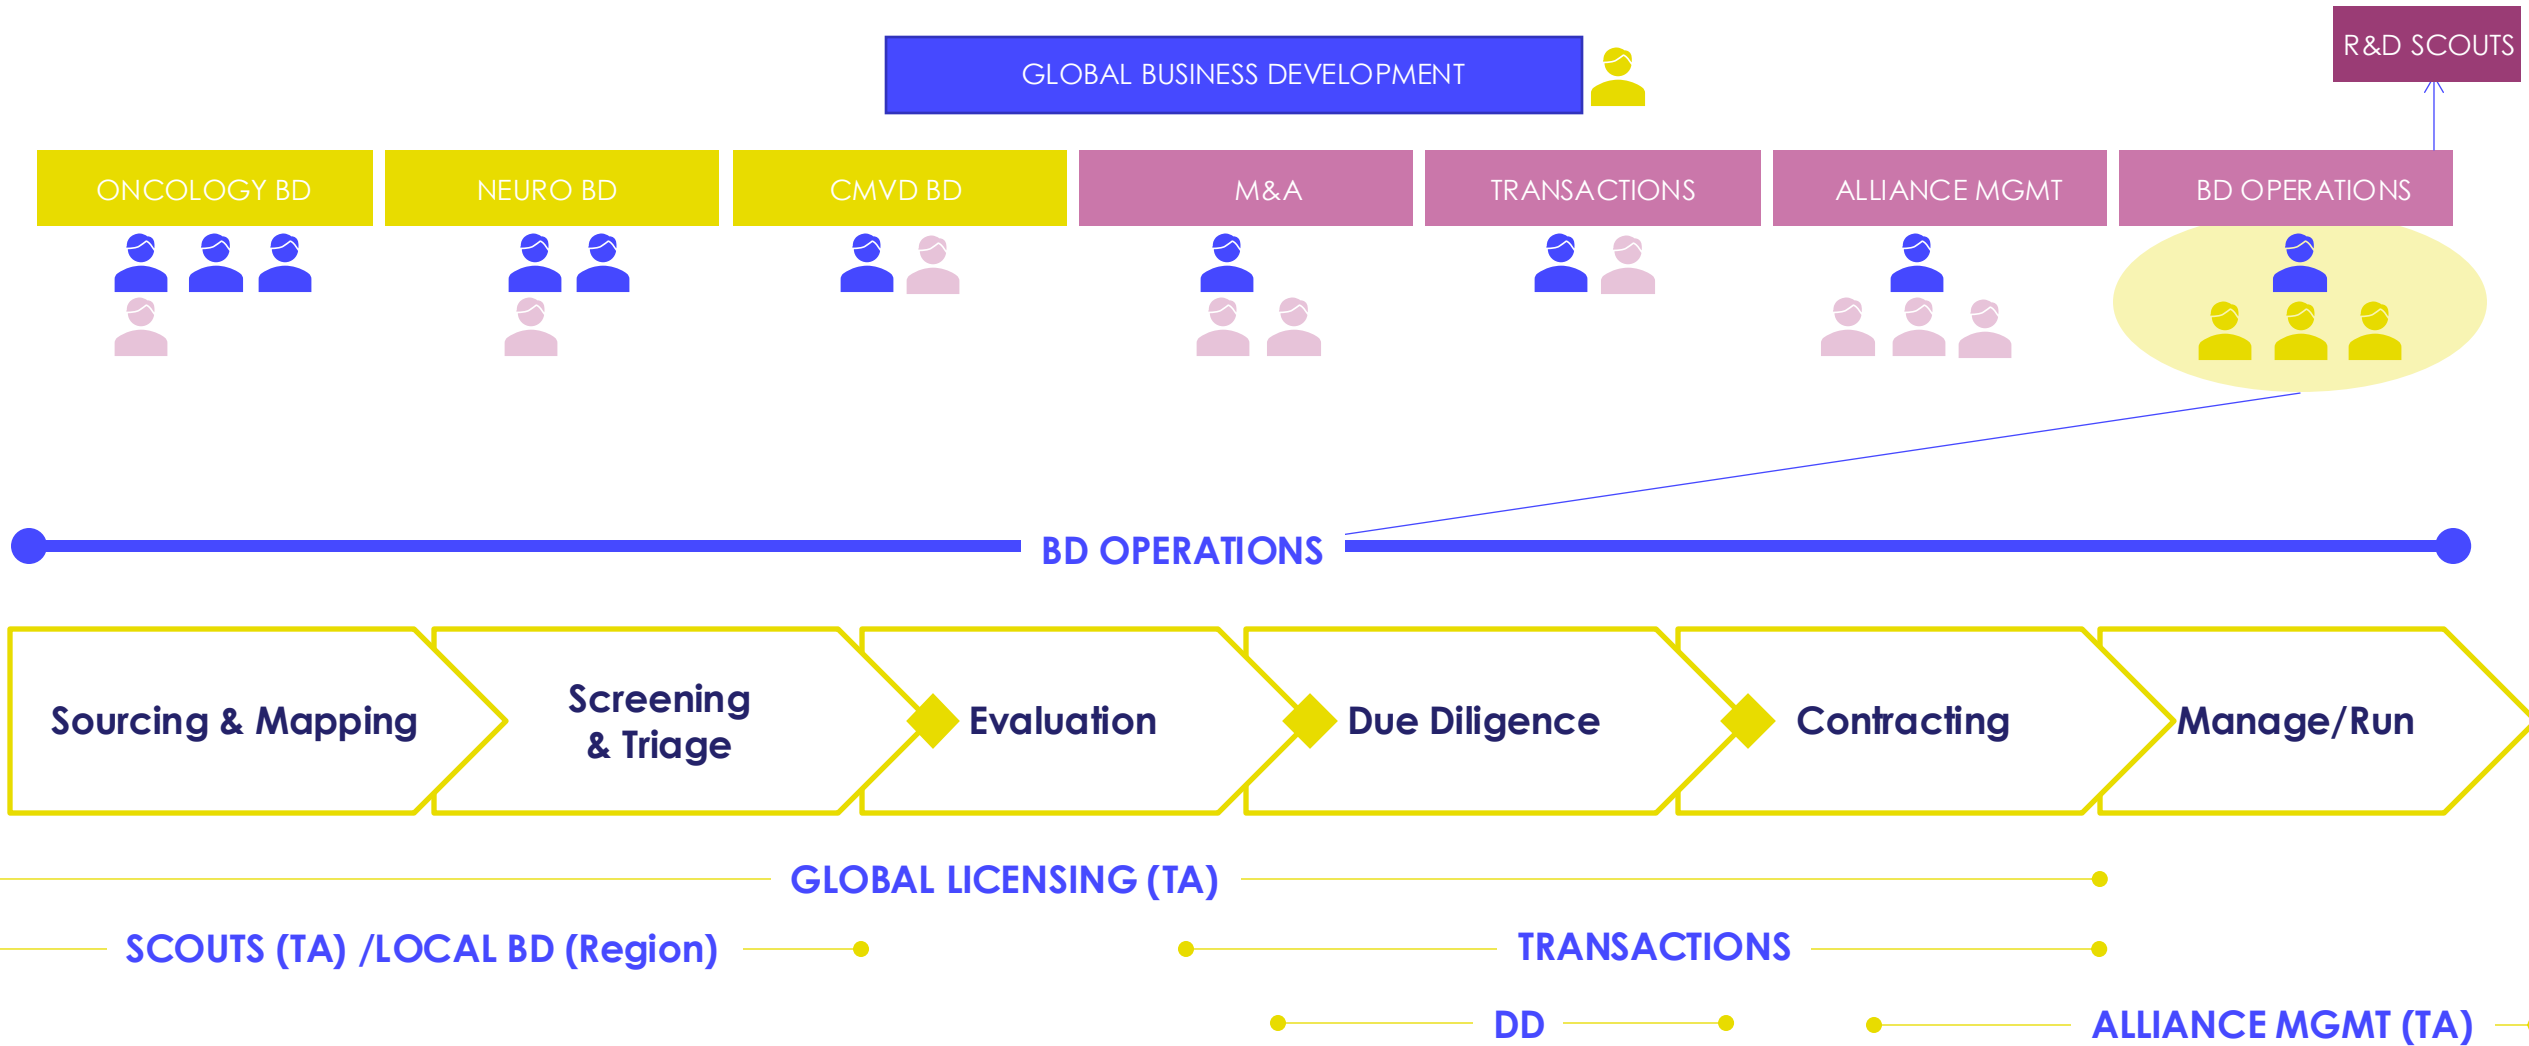 R&D SCOUTS
GLOBAL BUSINESS DEVELOPMENT
ONCOLOGY BD
NEURO BD
CMVD BD
M&A
TRANSACTIONS
ALLIANCE MGMT
BD OPERATIONS
BD OPERATIONS
Sourcing & Mapping
Screening
& Triage
Evaluation
Due Diligence
Contracting
Manage/Run
GLOBAL LICENSING (TA)
SCOUTS (TA) /LOCAL BD (Region)
TRANSACTIONS
DD
ALLIANCE MGMT (TA)